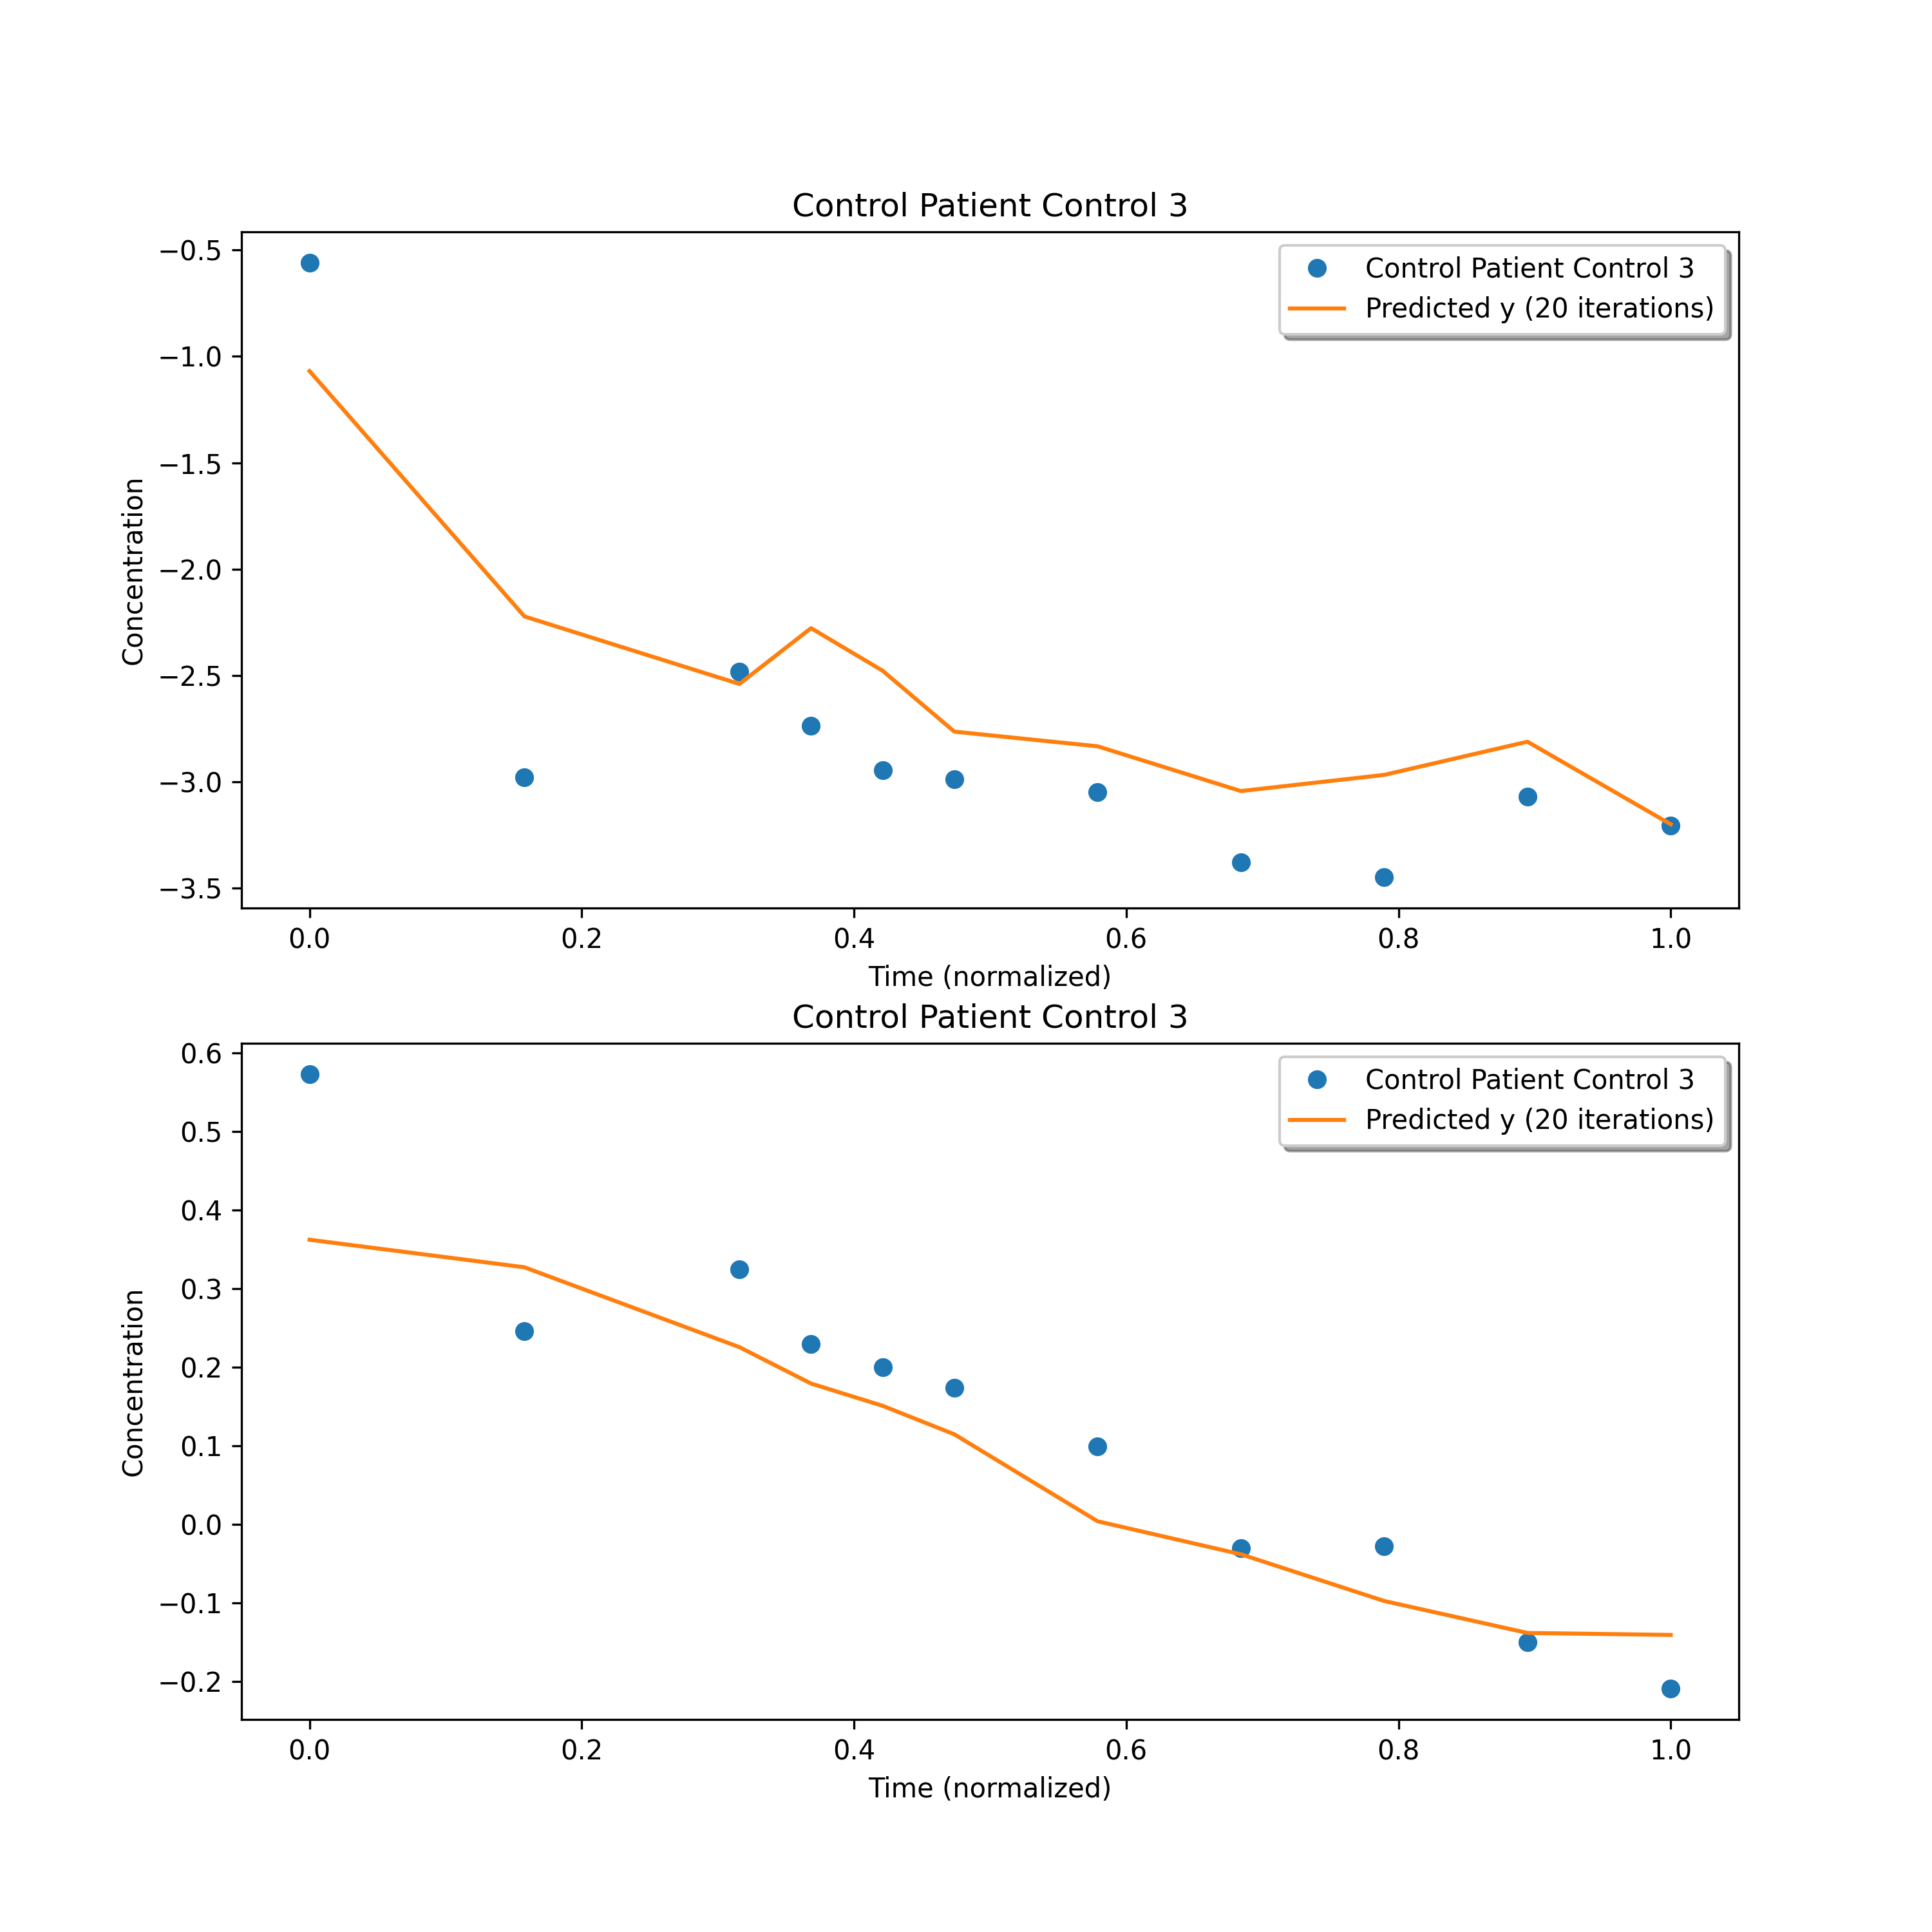 Control Patient Control 3
−0.5
−1.0
−1.5
−2.0
−2.5
−3.0
−3.5
Concentration
Control Patient Control 3
Predicted y (20 iterations)
0.0 0.2 0.4 0.6 0.8 1.0
Time (normalized)
Control Patient Control 3
0.6
0.5
0.4
0.3
0.2
0.1
0.0
−0.1
−0.2
Concentration
Control Patient Control 3
Predicted y (20 iterations)
0.0 0.2 0.4 0.6 0.8 1.0
Time (normalized)